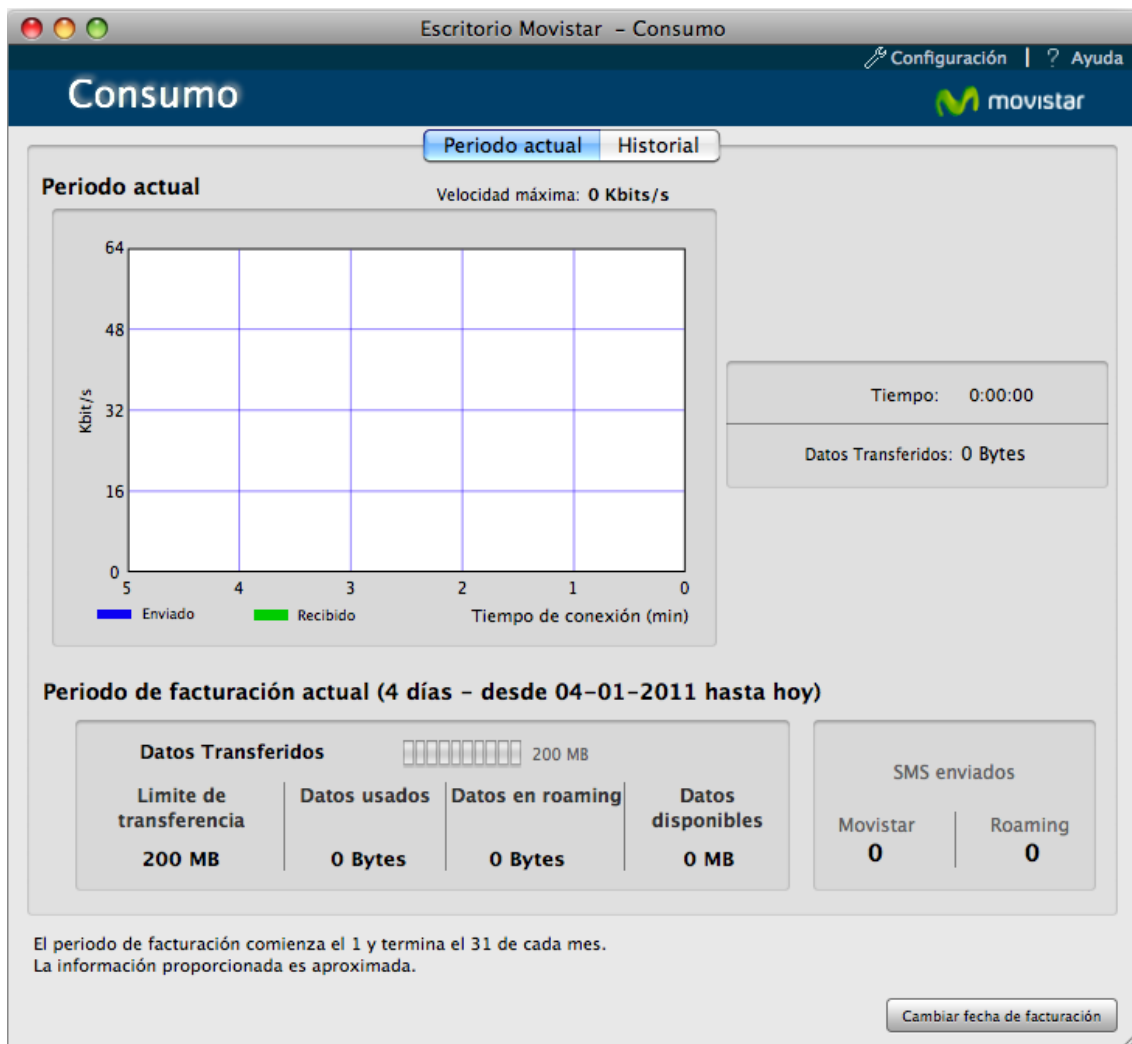 Escritorio Movistar – Consumo
Configuración | ? Ayuda
Consumo
movistar
Periodo actual Historial
Periodo actual
Velocidad máxima: 0 Kbits/s
64
48
32
16
0
Kbit/s
5 4 3 2 1 0
Enviado Recibido Tiempo de conexión (min)
Tiempo: 0:00:00
Datos Transferidos: 0 Bytes
Periodo de facturación actual (4 días – desde 04-01-2011 hasta hoy)
Datos Transferidos 200 MB
Limite de transferencia
Datos usados
Datos en roaming
Datos disponibles
200 MB 0 Bytes 0 Bytes 0 MB
SMS enviados
Movistar Roaming
0 0
El periodo de facturación comienza el 1 y termina el 31 de cada mes.
La información proporcionada es aproximada.
Cambiar fecha de facturación